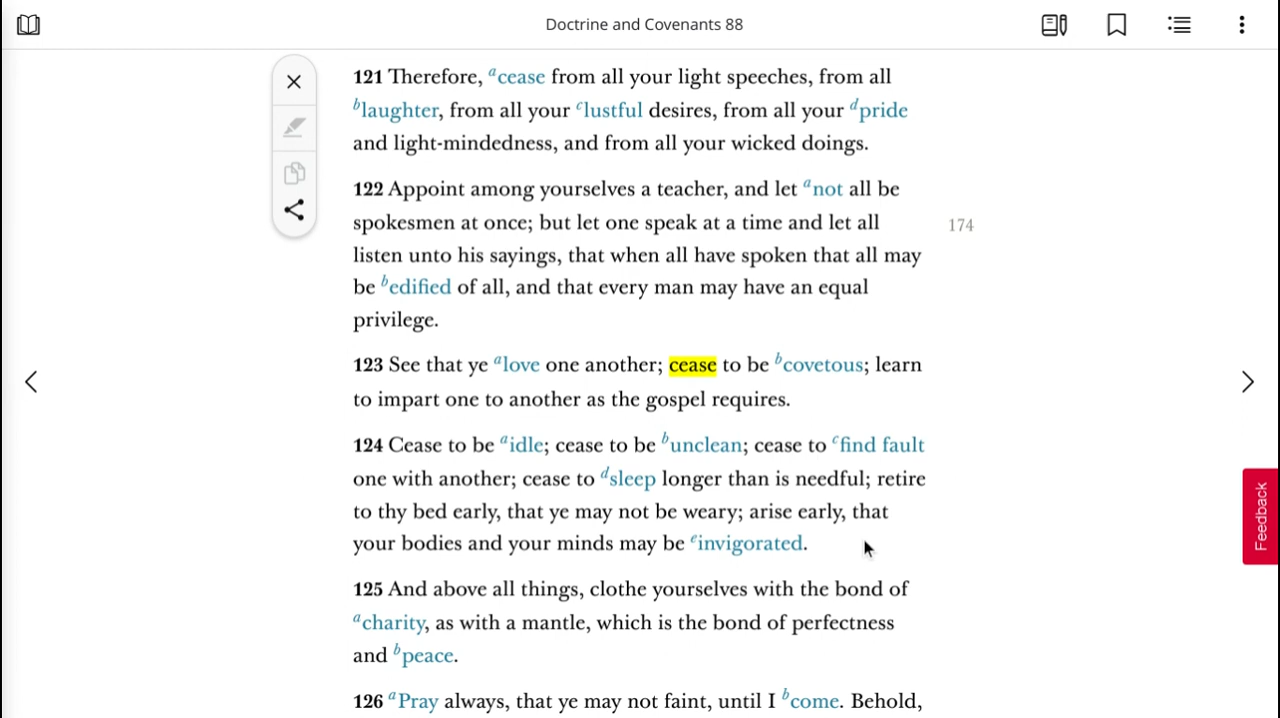 Doctrine and Covenants 88
121 Therefore, a cease from all your light speeches, from all
b laughter, from all your c lustful desires, from all your d pride
and light-mindedness, and from all your wicked doings.
122 Appoint among yourselves a teacher, and let a not all be
spokesmen at once; but let one speak at a time and let all
174
listen unto his sayings, that when all have spoken that all may
be b edified of all, and that every man may have an equal
privilege.
123 See that ye a love one another; cease to be b covetous; learn
to impart one to another as the gospel requires.
124 Cease to be a idle; cease to be b unclean; cease to c find fault
one with another; cease to d sleep longer than is needful; retire
to thy bed early, that ye may not be weary; arise early, that
your bodies and your minds may be e invigorated.
Feedback
125 And above all things, clothe yourselves with the bond of
a charity, as with a mantle, which is the bond of perfectness
and b peace.
126 a Pray always, that ye may not faint, until I b come. Behold,